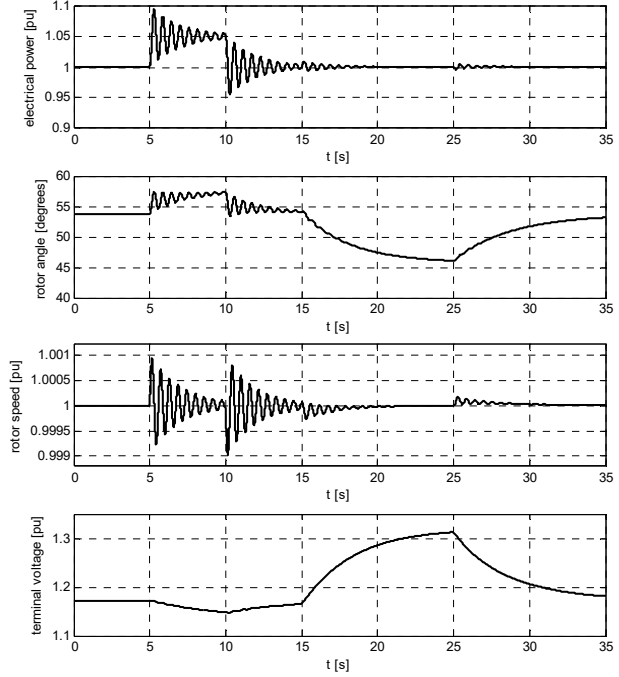 electrical power [pu]
1.1
1.05
1
0.95
0.9
0 5 10 15 20 25 30 35
t [s]
rotor angle [degrees]
60
55
50
45
40
0 5 10 15 20 25 30 35
t [s]
rotor speed [pu]
1.001
1.0005
1
0.9995
0.999
0 5 10 15 20 25 30 35
t [s]
terminal voltage [pu]
1.3
1.2
1.1
0 5 10 15 20 25 30 35
t [s]